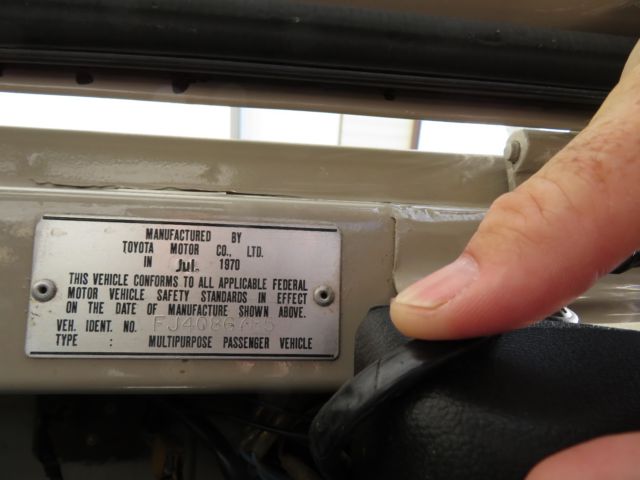 MANUFACTURED BY
TOYOTA MOTOR CO., LTD.
IN Jul. 1970
THIS VEHICLE CONFORMS TO ALL APPLICABLE FEDERAL
MOTOR VEHICLE SAFETY STANDARDS IN EFFECT
ON THE DATE OF MANUFACTURE SHOWN ABOVE.
VEH. IDENT. NO.
TYPE : MULTIPURPOSE PASSENGER VEHICLE